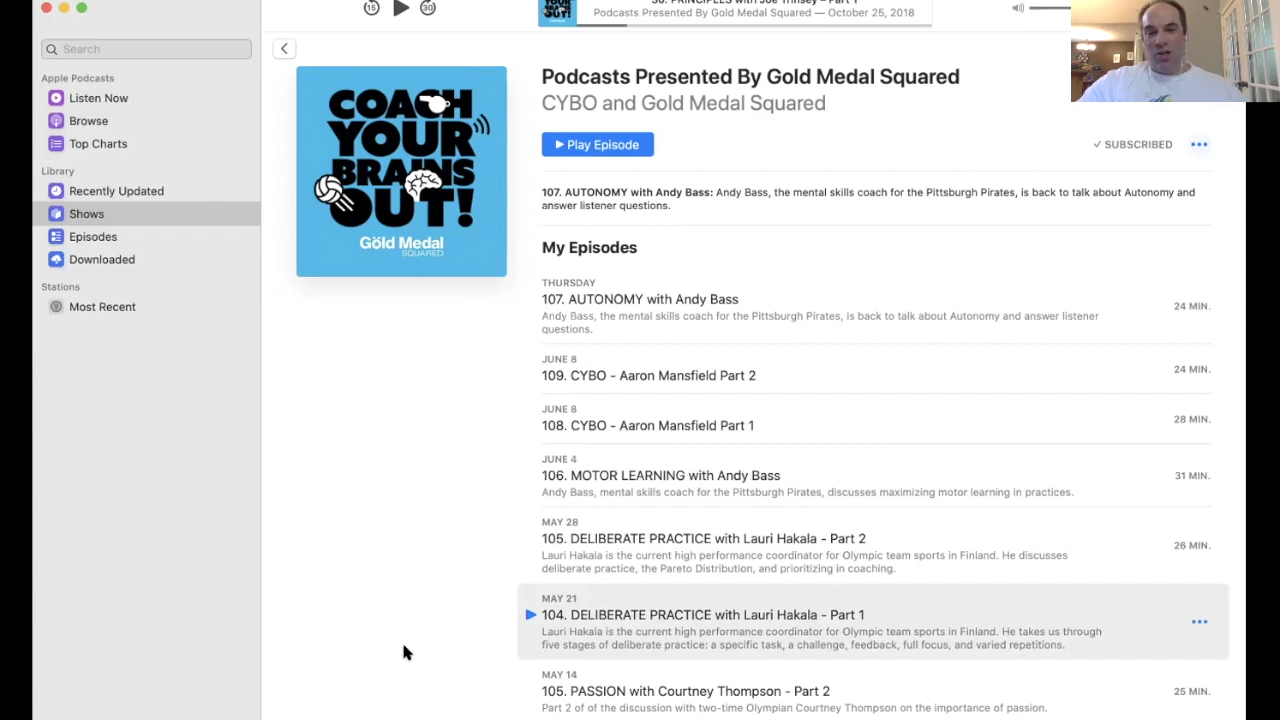 30. PRINCIPLES with Joe Trinsey – Part 1
15
30
Podcasts Presented By Gold Medal Squared — October 25, 2018
Search
Apple Podcasts
Listen Now
Browse
Top Charts
Library
Recently Updated
Shows
Episodes
Downloaded
Stations
Most Recent
COACH
YOUR
BRAINS
OUT!
Gold Medal
SQUARED
Podcasts Presented By Gold Medal Squared
CYBO and Gold Medal Squared
Play Episode
✓ SUBSCRIBED
107. AUTONOMY with Andy Bass: Andy Bass, the mental skills coach for the Pittsburgh Pirates, is back to talk about Autonomy and
answer listener questions.
My Episodes
THURSDAY
107. AUTONOMY with Andy Bass
Andy Bass, the mental skills coach for the Pittsburgh Pirates, is back to talk about Autonomy and answer listener
questions.
24 MIN.
JUNE 8
109. CYBO - Aaron Mansfield Part 2
24 MIN.
JUNE 8
108. CYBO - Aaron Mansfield Part 1
28 MIN.
JUNE 4
106. MOTOR LEARNING with Andy Bass
Andy Bass, mental skills coach for the Pittsburgh Pirates, discusses maximizing motor learning in practices.
31 MIN.
MAY 28
105. DELIBERATE PRACTICE with Lauri Hakala - Part 2
Lauri Hakala is the current high performance coordinator for Olympic team sports in Finland. He discusses
deliberate practice, the Pareto Distribution, and prioritizing in coaching.
26 MIN.
MAY 21
104. DELIBERATE PRACTICE with Lauri Hakala - Part 1
Lauri Hakala is the current high performance coordinator for Olympic team sports in Finland. He takes us through
five stages of deliberate practice: a specific task, a challenge, feedback, full focus, and varied repetitions.
MAY 14
105. PASSION with Courtney Thompson - Part 2
Part 2 of of the discussion with two-time Olympian Courtney Thompson on the importance of passion.
25 MIN.